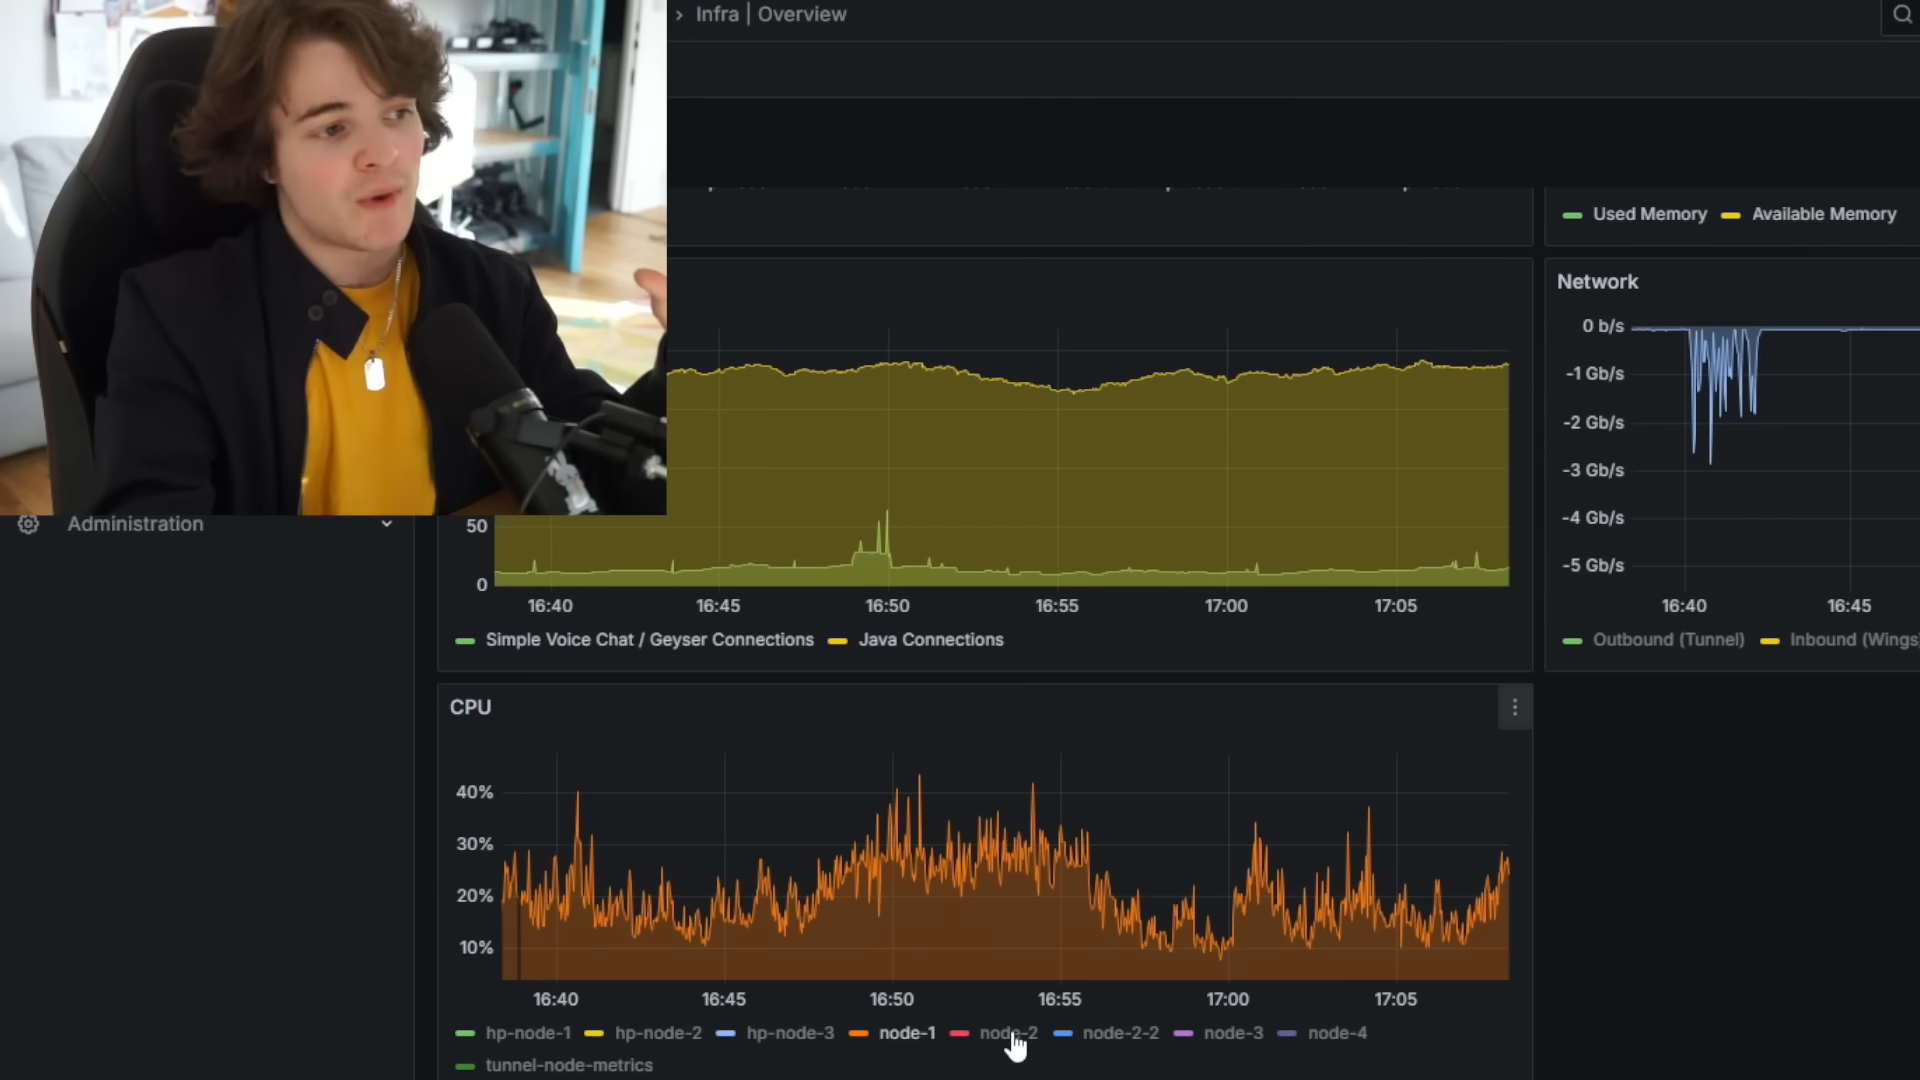 › Infra | Overview
Used Memory Available Memory
Network
0 b/s
-1 Gb/s
-2 Gb/s
-3 Gb/s
-4 Gb/s
-5 Gb/s
16:40 16:45
Outbound (Tunnel) Inbound (Wings)
Administration
50
0
16:40 16:45 16:50 16:55 17:00 17:05
Simple Voice Chat / Geyser Connections Java Connections
CPU
40%
30%
20%
10%
16:40 16:45 16:50 16:55 17:00 17:05
hp-node-1 hp-node-2 hp-node-3 node-1 node-2 node-2-2 node-3 node-4
tunnel-node-metrics